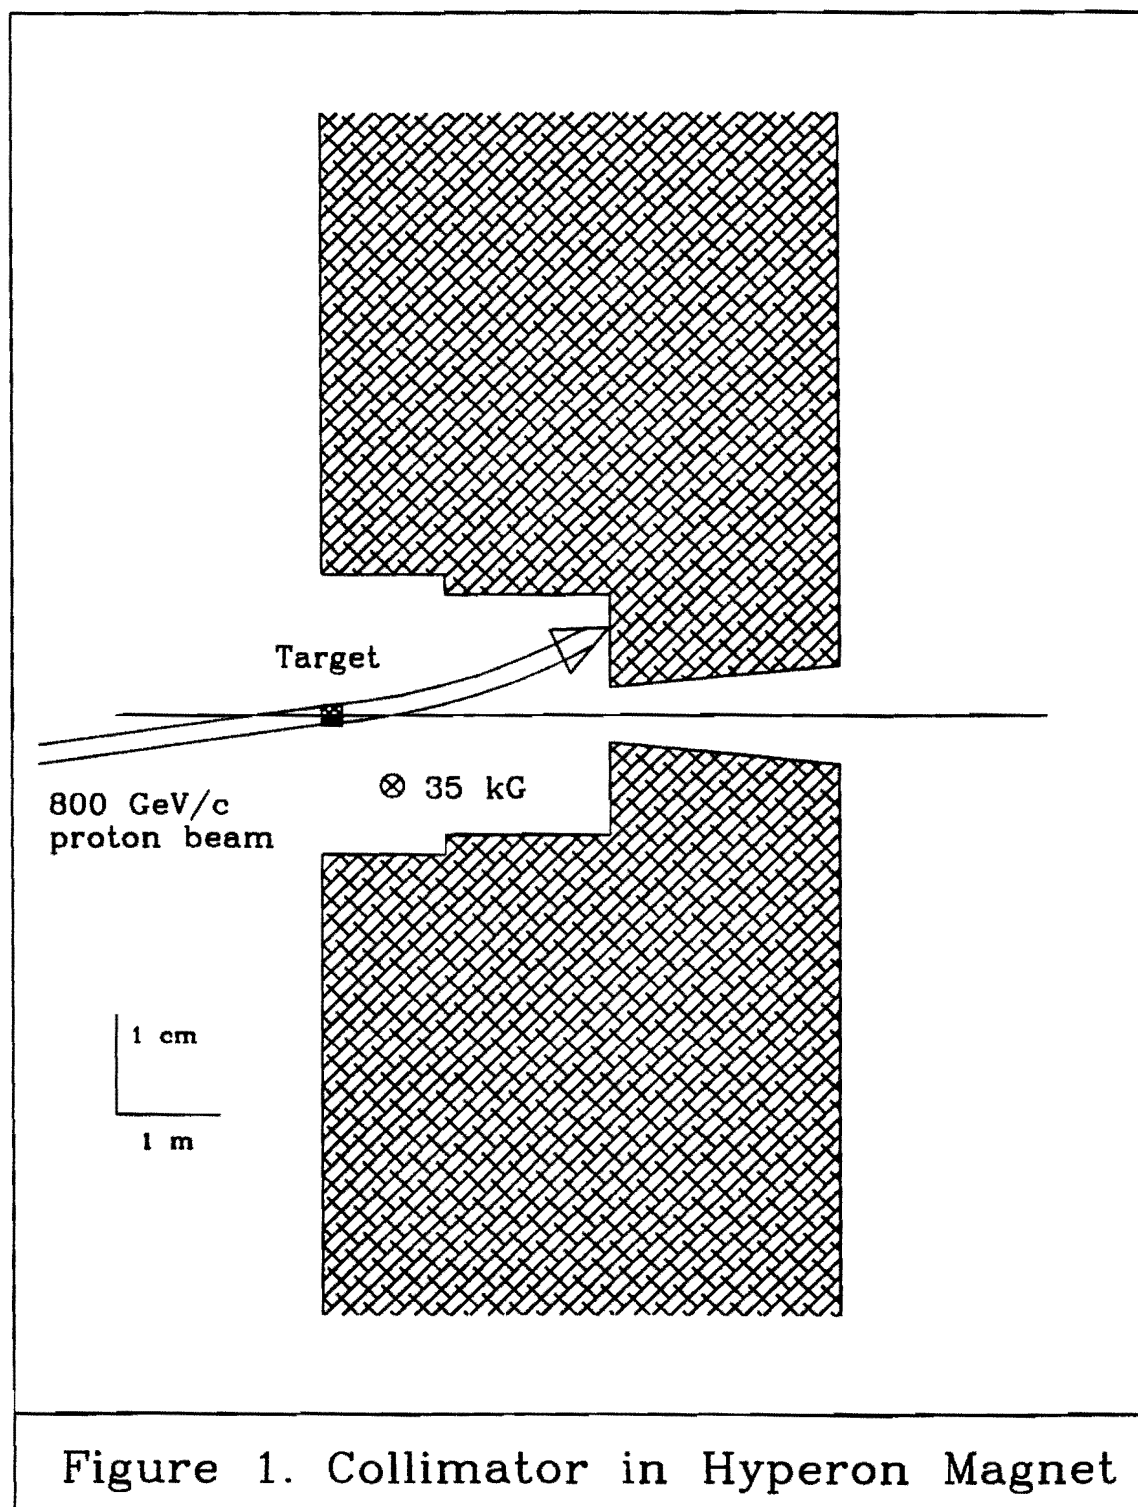 Target
800 GeV/c
proton beam
⊗ 35 kG
1 cm
1 m
Figure 1. Collimator in Hyperon Magnet